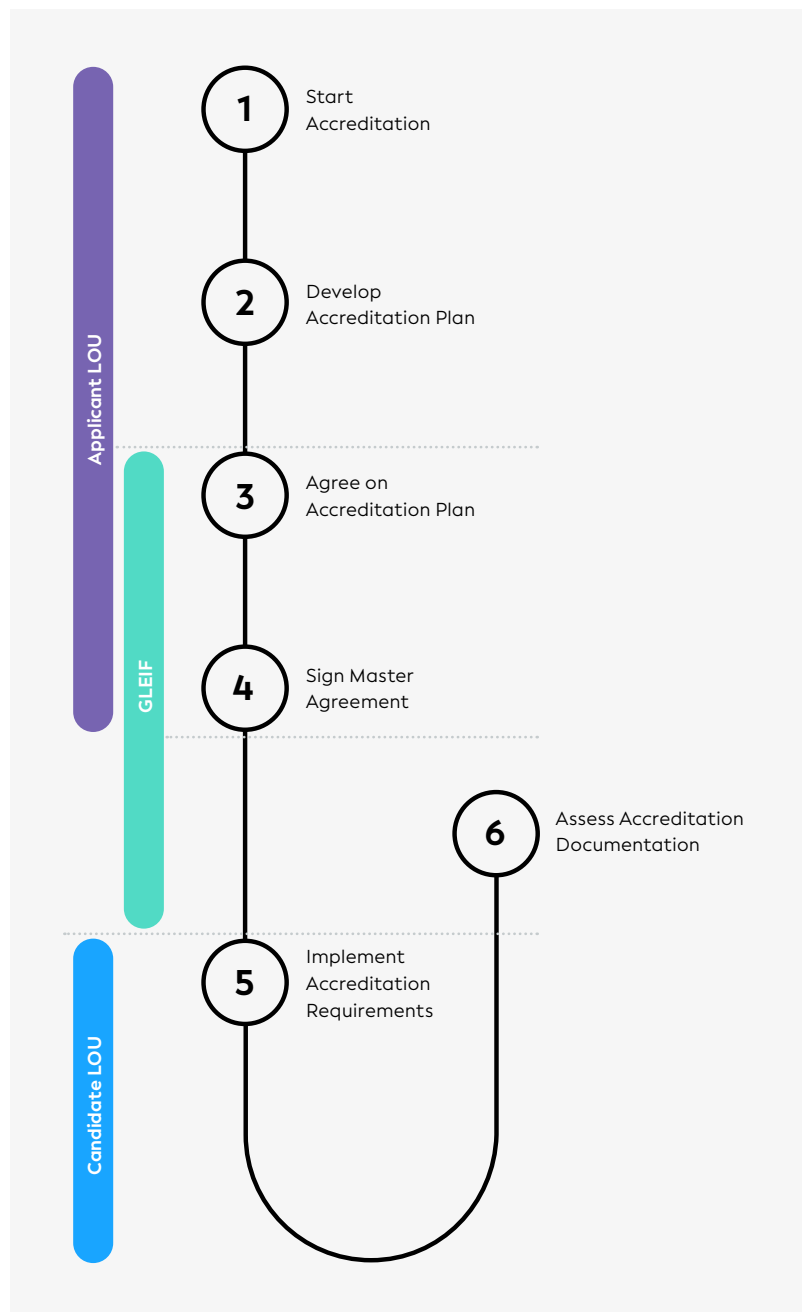 1
Start
Accreditation
2
Develop
Accreditation Plan
Applicant LOU
3
Agree on
Accreditation Plan
GLEIF
4
Sign Master
Agreement
6
Assess Accreditation
Documentation
5
Implement
Accreditation
Requirements
Candidate LOU